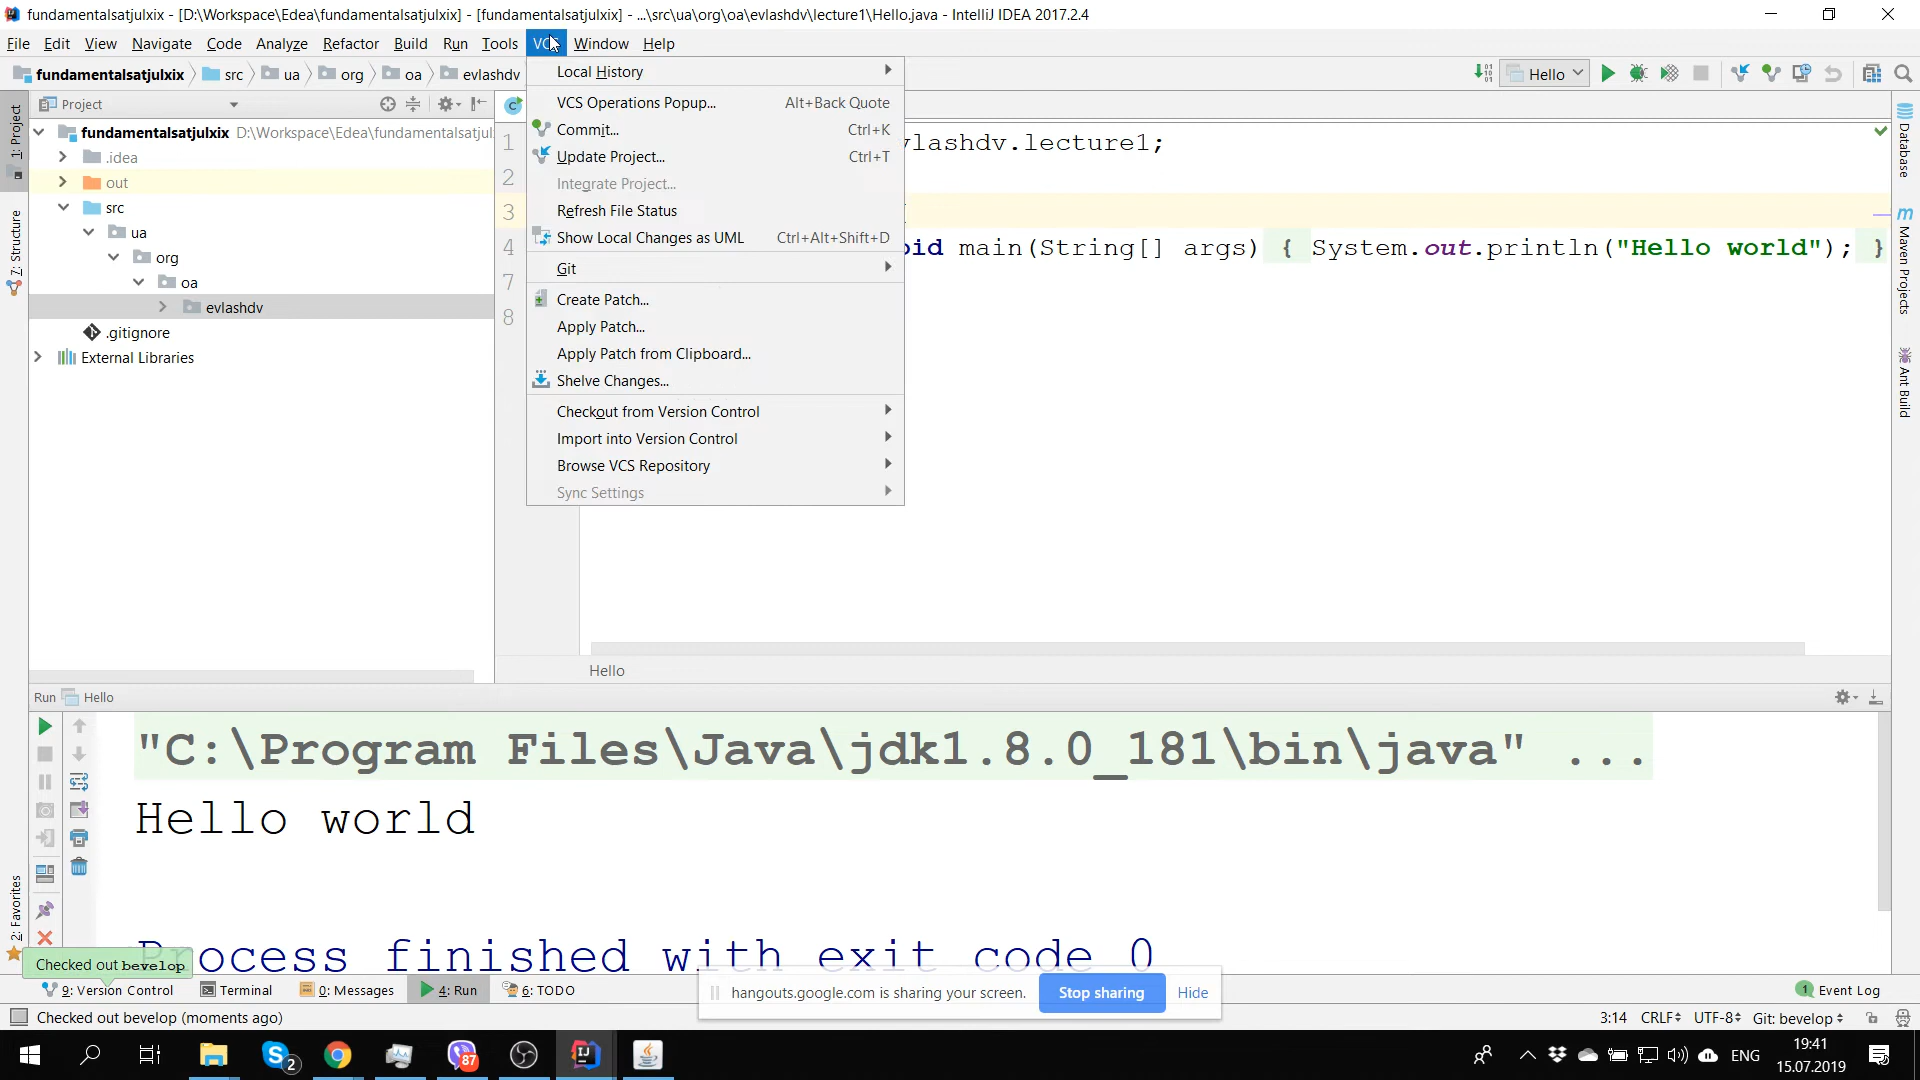 fundamentalsatjulxix - [D:\Workspace\Edea\fundamentalsatjulxix] - [fundamentalsatjulxix] - ...\src\ua\org\oa\evlashdv\lecture1\Hello.java - IntelliJ IDEA 2017.2.4
File Edit View Navigate Code Analyze Refactor Build Run Tools VCS Window Help
fundamentalsatjulxix src ua org oa evlashdv Hello
Project
fundamentalsatjulxix D:\Workspace\Edea\fundamentalsatjul
.idea
out
src
ua
org
oa
evlashdv
.gitignore
External Libraries
1: Project
7: Structure
2: Favorites
Local History
VCS Operations Popup... Alt+Back Quote
Commit... Ctrl+K
Update Project... Ctrl+T
Integrate Project...
Refresh File Status
Show Local Changes as UML Ctrl+Alt+Shift+D
Git
Create Patch...
Apply Patch...
Apply Patch from Clipboard...
Shelve Changes...
Checkout from Version Control
Import into Version Control
Browse VCS Repository
Sync Settings
1 vlashdv.lecture1;
2
3
4 oid main(String[] args) { System.out.println("Hello world"); }
7
8
Hello
Database
Maven Projects
Ant Build
Run Hello
"C:\Program Files\Java\jdk1.8.0_181\bin\java" ...
Hello world
Process finished with exit code 0
Checked out bevelop
9: Version Control Terminal 0: Messages 4: Run 6: TODO
hangouts.google.com is sharing your screen. Stop sharing Hide
1 Event Log
Checked out bevelop (moments ago)
3:14 CRLF UTF-8 Git: bevelop
2
87
ENG
19:41
15.07.2019